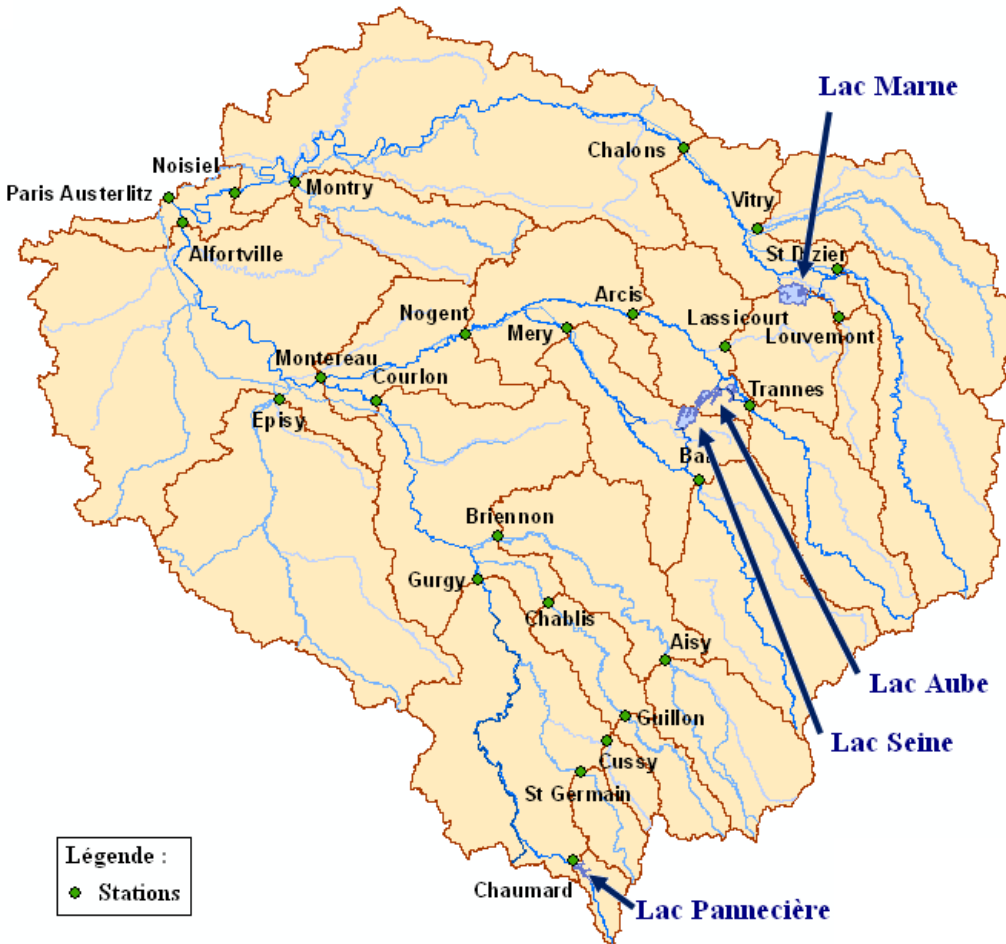 Lac Marne
Chalons
Noisiel
Montry
Paris Austerlitz
Vitry
Alfortville
St Dizier
Arcis
Nogent
Mery
Lassicourt
Louvemont
Montereau
Courlon
Trannes
Episy
Briennon
Gurgy
Chablis
Aisy
Lac Aube
Guillon
Lac Seine
Cussy
St Germain
Légende :
Stations
Chaumard
Lac Pannecière